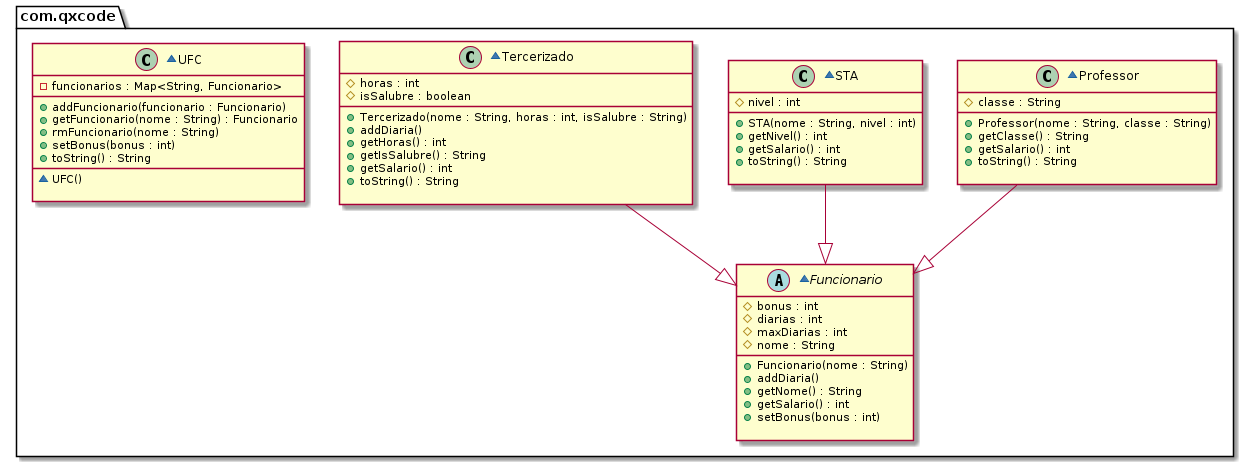 com.qxcode
C UFC
funcionarios : Map<String, Funcionario>
addFuncionario(funcionario : Funcionario)
getFuncionario(nome : String) : Funcionario
rmFuncionario(nome : String)
setBonus(bonus : int)
toString() : String
UFC()
C Tercerizado
horas : int
isSalubre : boolean
Tercerizado(nome : String, horas : int, isSalubre : String)
addDiaria()
getHoras() : int
getIsSalubre() : String
getSalario() : int
toString() : String
C STA
nivel : int
STA(nome : String, nivel : int)
getNivel() : int
getSalario() : int
toString() : String
C Professor
classe : String
Professor(nome : String, classe : String)
getClasse() : String
getSalario() : int
toString() : String
A Funcionario
bonus : int
diarias : int
maxDiarias : int
nome : String
Funcionario(nome : String)
addDiaria()
getNome() : String
getSalario() : int
setBonus(bonus : int)